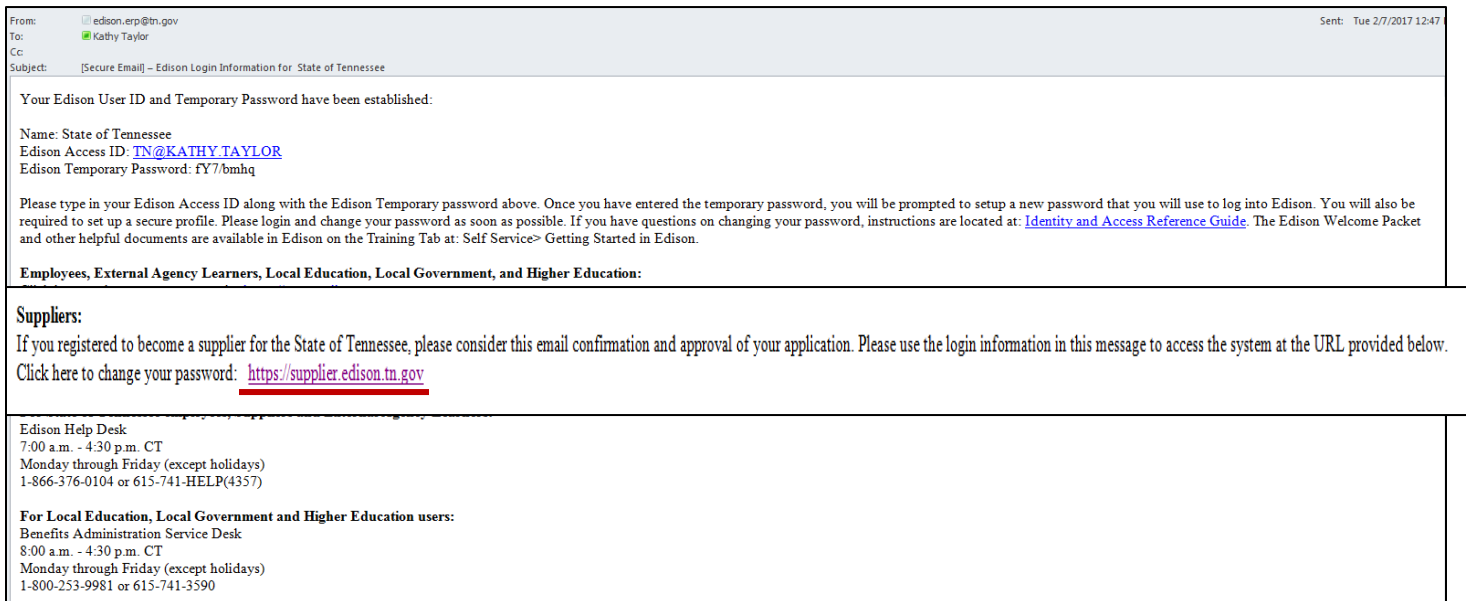 From: edison.erp@tn.gov Sent: Tue 2/7/2017 12:47
To: Kathy Taylor
Cc:
Subject: [Secure Email] – Edison Login Information for State of Tennessee
Your Edison User ID and Temporary Password have been established:
Name: State of Tennessee
Edison Access ID: TN@KATHY.TAYLOR
Edison Temporary Password: fY7/bmhq
Please type in your Edison Access ID along with the Edison Temporary password above. Once you have entered the temporary password, you will be prompted to setup a new password that you will use to log into Edison. You will also be
required to set up a secure profile. Please login and change your password as soon as possible. If you have questions on changing your password, instructions are located at: Identity and Access Reference Guide. The Edison Welcome Packet
and other helpful documents are available in Edison on the Training Tab at: Self Service> Getting Started in Edison.
Employees, External Agency Learners, Local Education, Local Government, and Higher Education:
Suppliers:
If you registered to become a supplier for the State of Tennessee, please consider this email confirmation and approval of your application. Please use the login information in this message to access the system at the URL provided below.
Click here to change your password: https://supplier.edison.tn.gov
Edison Help Desk
7:00 a.m. - 4:30 p.m. CT
Monday through Friday (except holidays)
1-866-376-0104 or 615-741-HELP(4357)
For Local Education, Local Government and Higher Education users:
Benefits Administration Service Desk
8:00 a.m. - 4:30 p.m. CT
Monday through Friday (except holidays)
1-800-253-9981 or 615-741-3590